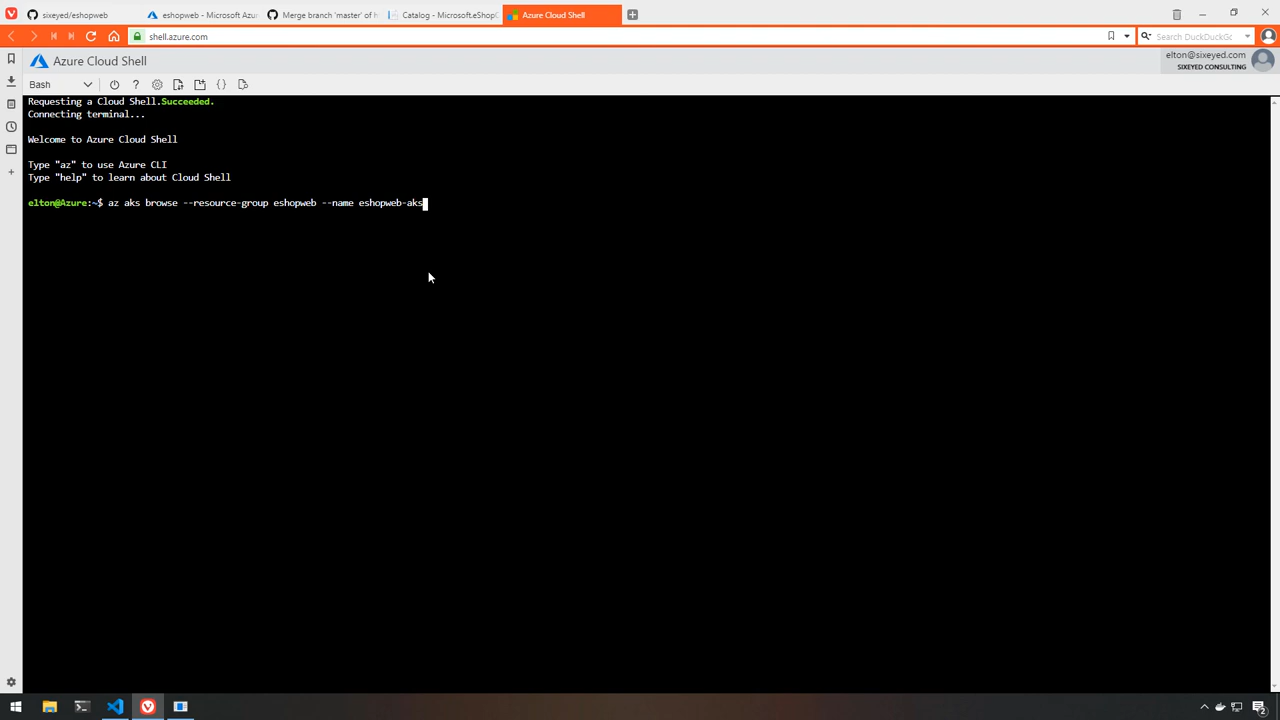 sixeyed/eshopweb
eshopweb - Microsoft Azu
Merge branch 'master' of h
Catalog - Microsoft.eShopO
Azure Cloud Shell
shell.azure.com
Search DuckDuckGo
Azure Cloud Shell
elton@sixeyed.com
SIXEYED CONSULTING
Bash
Requesting a Cloud Shell.Succeeded.
Connecting terminal...
Welcome to Azure Cloud Shell
Type "az" to use Azure CLI
Type "help" to learn about Cloud Shell
elton@Azure:~$ az aks browse --resource-group eshopweb --name eshopweb-aks
2